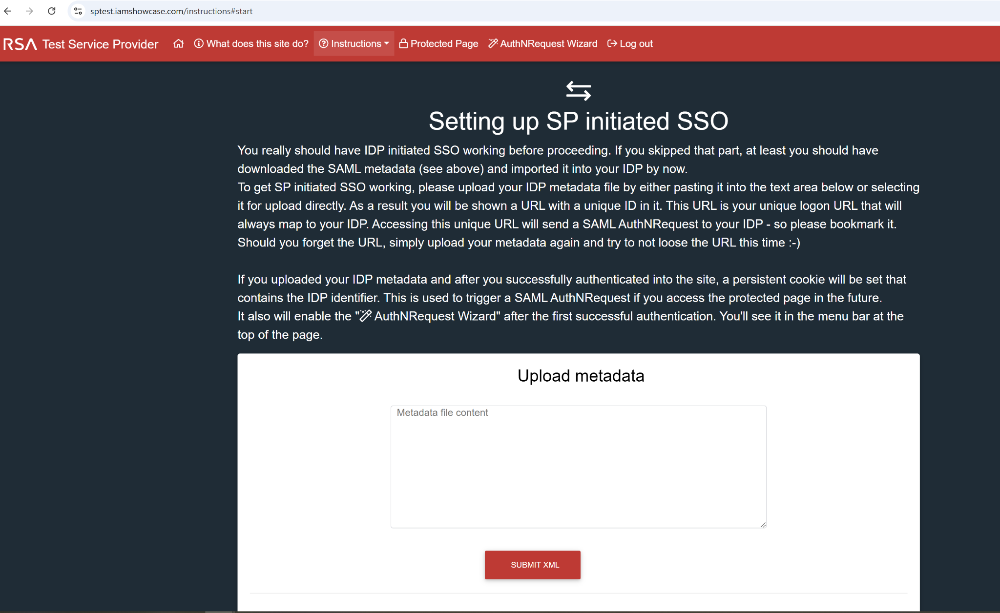 sptest.iamshowcase.com/instructions#start
RSA Test Service Provider What does this site do? Instructions Protected Page AuthNRequest Wizard Log out
Setting up SP initiated SSO
You really should have IDP initiated SSO working before proceeding. If you skipped that part, at least you should have
downloaded the SAML metadata (see above) and imported it into your IDP by now.
To get SP initiated SSO working, please upload your IDP metadata file by either pasting it into the text area below or selecting
it for upload directly. As a result you will be shown a URL with a unique ID in it. This URL is your unique logon URL that will
always map to your IDP. Accessing this unique URL will send a SAML AuthNRequest to your IDP - so please bookmark it.
Should you forget the URL, simply upload your metadata again and try to not loose the URL this time :-)
If you uploaded your IDP metadata and after you successfully authenticated into the site, a persistent cookie will be set that
contains the IDP identifier. This is used to trigger a SAML AuthNRequest if you access the protected page in the future.
It also will enable the " AuthNRequest Wizard" after the first successful authentication. You'll see it in the menu bar at the
top of the page.
Upload metadata
Metadata file content
SUBMIT XML